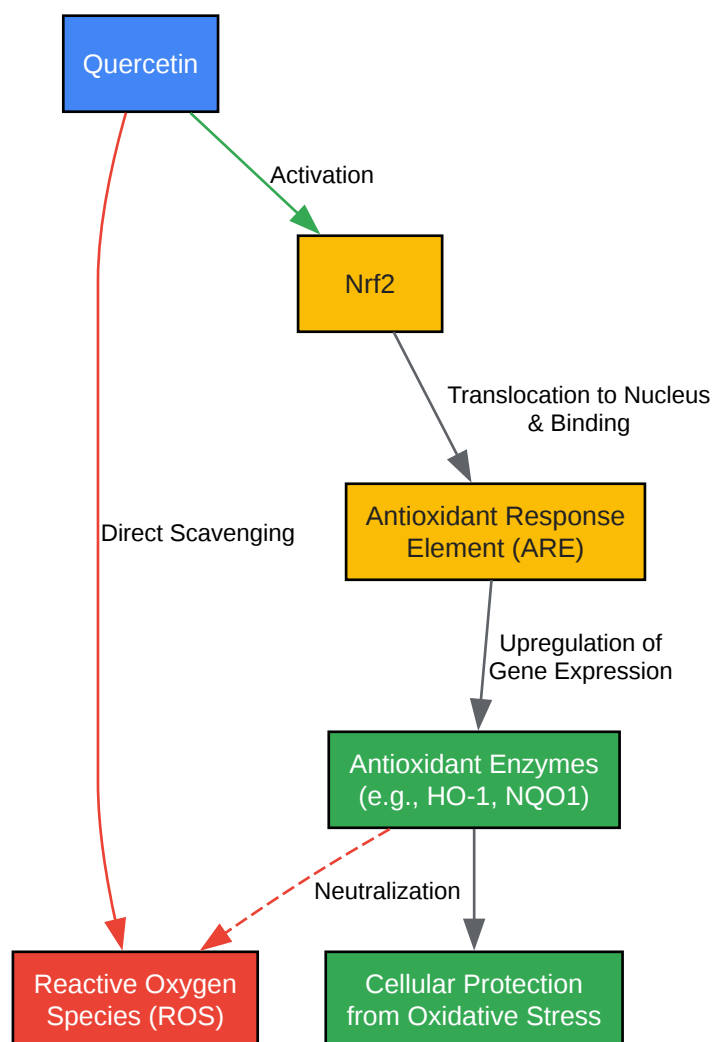 Quercetin
Activation
Nrf2
Translocation to Nucleus
& Binding
Antioxidant Response
Element (ARE)
Direct Scavenging
Upregulation of
Gene Expression
Antioxidant Enzymes
(e.g., HO-1, NQO1)
Neutralization
Reactive Oxygen
Species (ROS)
Cellular Protection
from Oxidative Stress